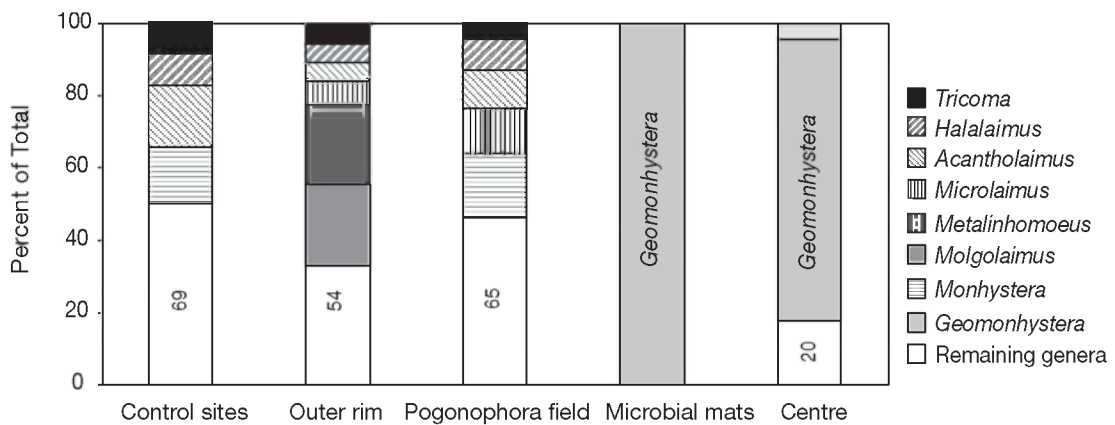 Percent of Total
100
80
60
40
20
0
69
54
65
Geomonhystera
Geomonhystera
20
Control sites
Outer rim
Pogonophora field
Microbial mats
Centre
Tricoma
Halalaimus
Acantholaimus
Microlaimus
Metalinhomoeus
Molgolaimus
Monhystera
Geomonhystera
Remaining genera